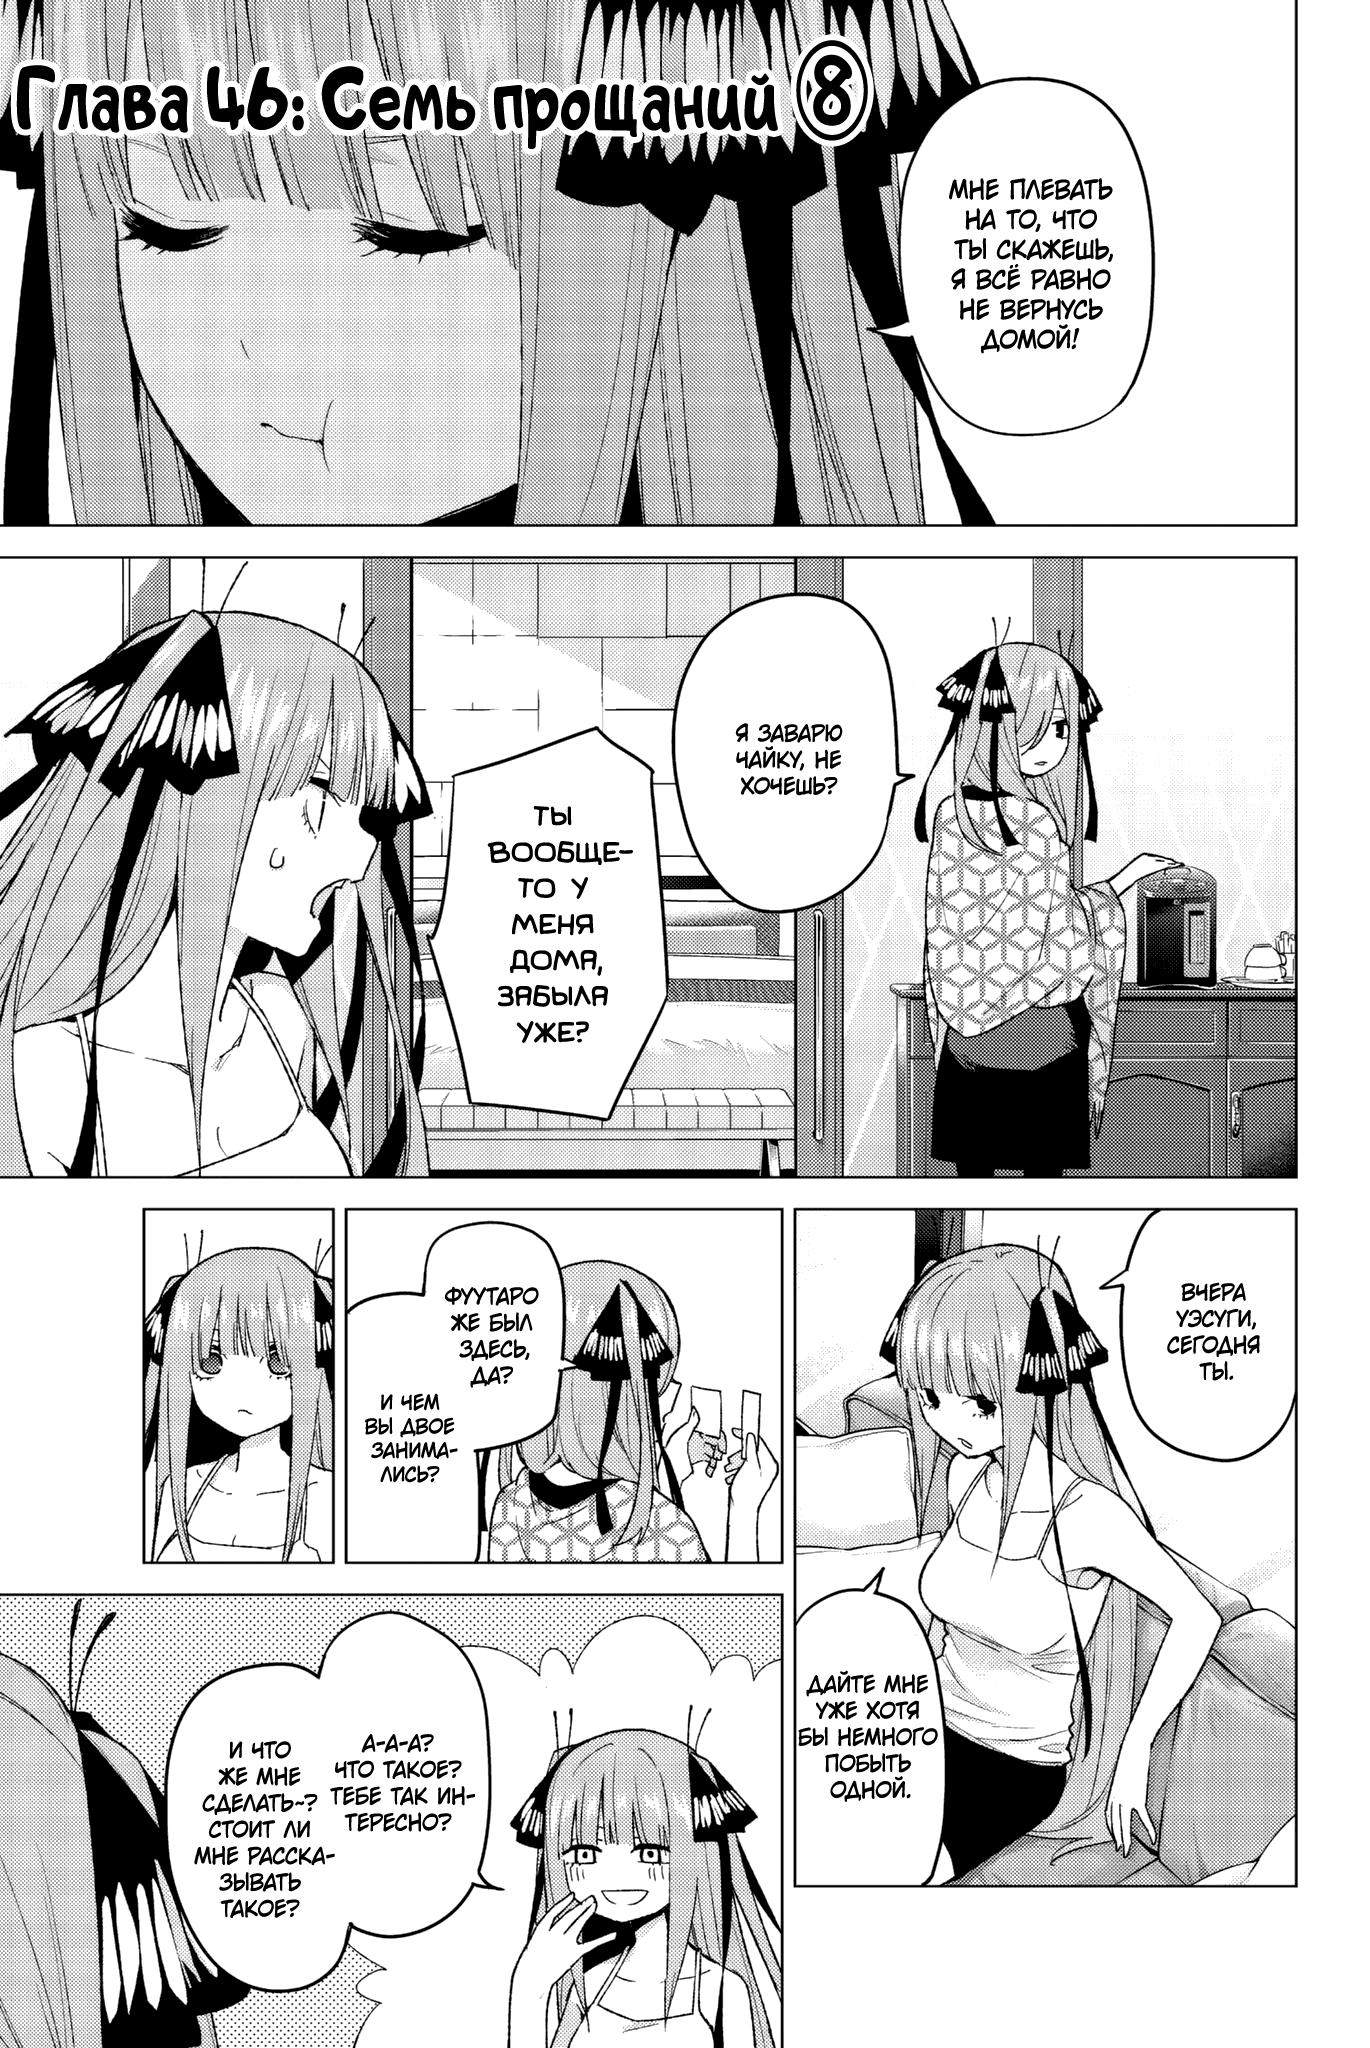 Глава 46: Семь прощаний 8
МНЕ ПЛЕВАТЬ
НА ТО, ЧТО
ТЫ СКАЖЕШЬ,
Я ВСЁ РАВНО
НЕ ВЕРНУСЬ
ДОМОЙ!
Я ЗАВАРЮ
ЧАЙКУ, НЕ
ХОЧЕШЬ?
ТЫ
ВООБЩЕ-
ТО У
МЕНЯ
ДОМА,
ЗАБЫЛА
УЖЕ?
ВЧЕРА
УЭСУГИ,
СЕГОДНЯ
ТЫ.
ДАЙТЕ МНЕ
УЖЕ ХОТЯ
БЫ НЕМНОГО
ПОБЫТЬ
ОДНОЙ.
ФУУТАРО
ЖЕ БЫЛ
ЗДЕСЬ,
ДА?
И ЧЕМ
ВЫ ДВОЕ
ЗАНИМА-
ЛИСЬ?
А-А-А?
ЧТО ТАКОЕ?
ТЕБЕ ТАК ИН-
ТЕРЕСНО?
И ЧТО
ЖЕ МНЕ
СДЕЛАТЬ~?
СТОИТ ЛИ
МНЕ РАССКА-
ЗЫВАТЬ
ТАКОЕ?